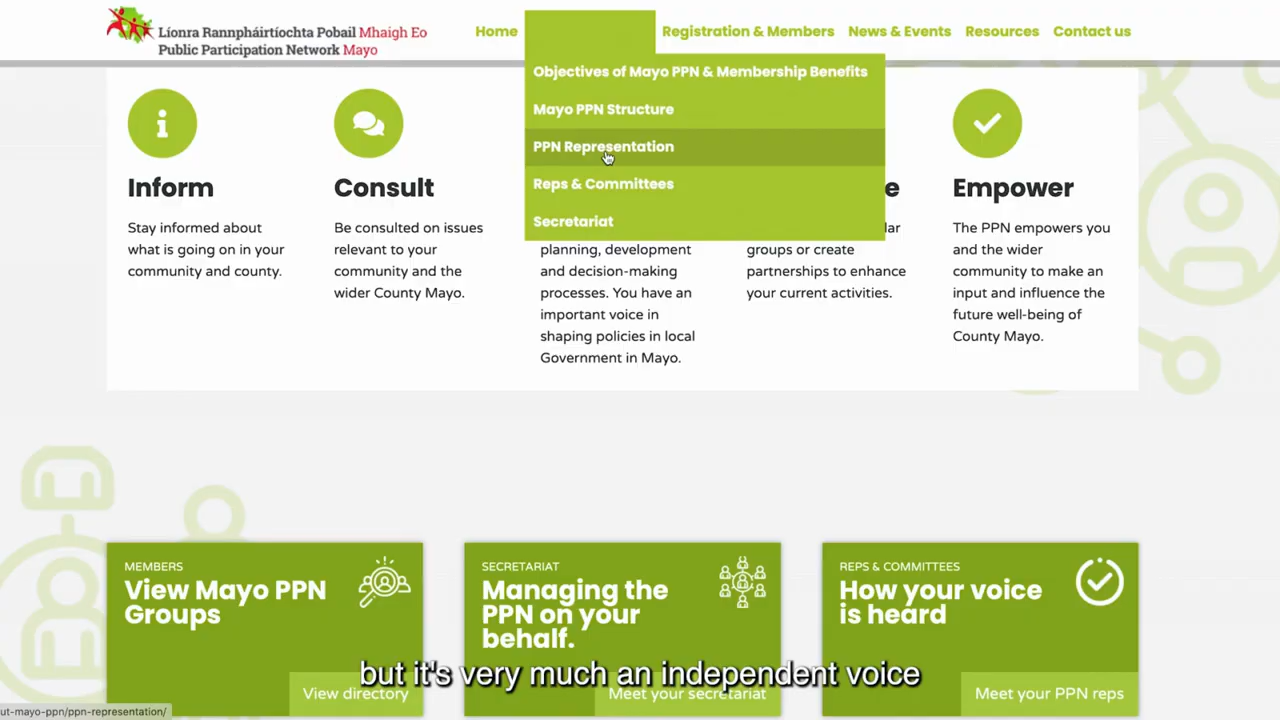 Líonra Rannpháirtíochta Pobail Mhaigh Eo
Public Participation Network Mayo
Home
Registration & Members
News & Events
Resources
Contact us
Objectives of Mayo PPN & Membership Benefits
Mayo PPN Structure
PPN Representation
Reps & Committees
Secretariat
Inform
Stay informed about
what is going on in your
community and county.
Consult
Be consulted on issues
relevant to your
community and the
wider County Mayo.
planning, development
and decision-making
processes. You have an
important voice in
shaping policies in local
Government in Mayo.
groups or create
partnerships to enhance
your current activities.
Empower
The PPN empowers you
and the wider
community to make an
input and influence the
future well-being of
County Mayo.
MEMBERS
View Mayo PPN
Groups
View directory
SECRETARIAT
Managing the
PPN on your
behalf.
Meet your secretariat
REPS & COMMITTEES
How your voice
is heard
Meet your PPN reps
but it's very much an independent voice
ut-mayo-ppn/ppn-representation/